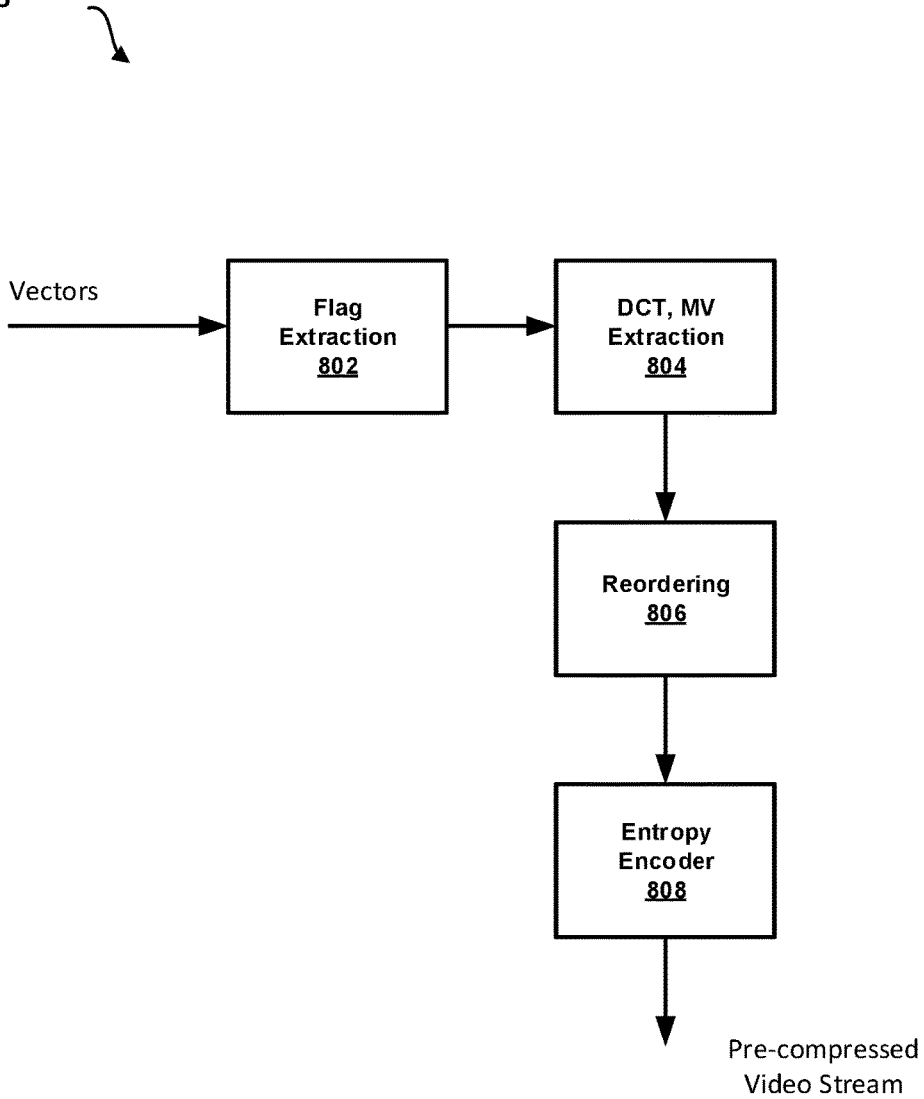 Vectors
Flag
Extraction
802
DCT, MV
Extraction
804
Reordering
806
Entropy
Encoder
808
Pre-compressed
Video Stream